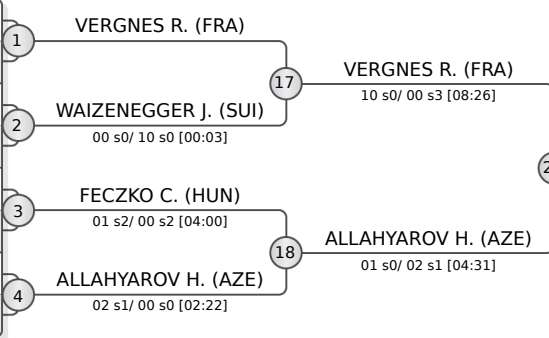 VERGNES R. (FRA)
1
17
VERGNES R. (FRA)
10 s0/ 00 s3 [08:26]
WAIZENEGGER J. (SUI)
2
00 s0/ 10 s0 [00:03]
FECZKO C. (HUN)
3
01 s2/ 00 s2 [04:00]
18
ALLAHYAROV H. (AZE)
01 s0/ 02 s1 [04:31]
ALLAHYAROV H. (AZE)
4
02 s1/ 00 s0 [02:22]